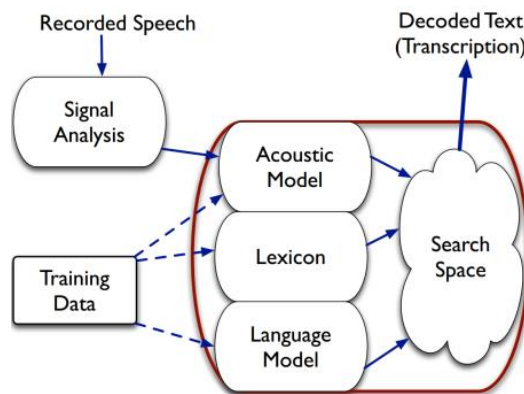 Recorded Speech
Decoded Text
(Transcription)
Signal
Analysis
Acoustic
Model
Lexicon
Search
Space
Training
Data
Language
Model